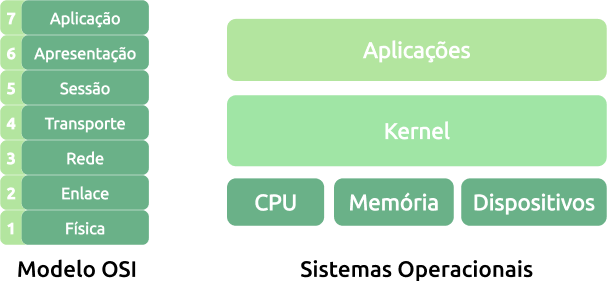 7 Aplicação
6 Apresentação
5 Sessão
4 Transporte
3 Rede
2 Enlace
1 Física
Modelo OSI
Aplicações
Kernel
CPU Memória Dispositivos
Sistemas Operacionais